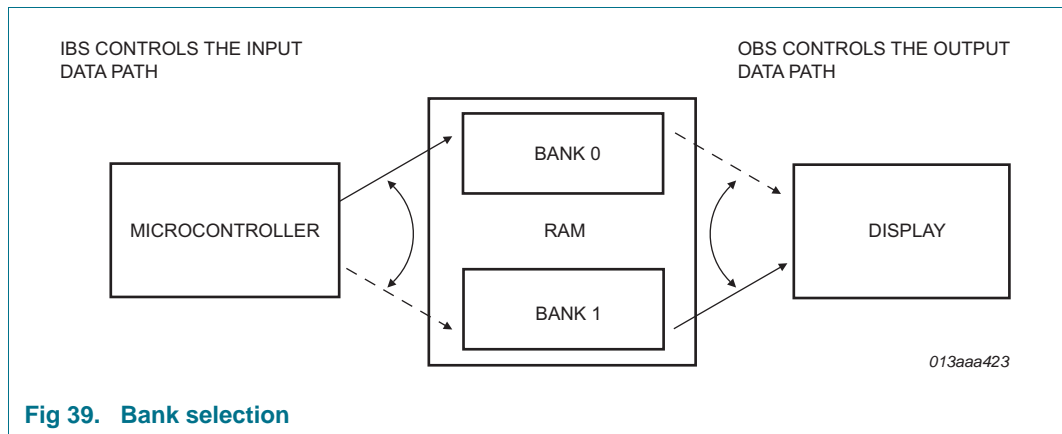 IBS CONTROLS THE INPUT
DATA PATH
OBS CONTROLS THE OUTPUT
DATA PATH
BANK 0
MICROCONTROLLER
RAM
DISPLAY
BANK 1
013aaa423
Fig 39. Bank selection